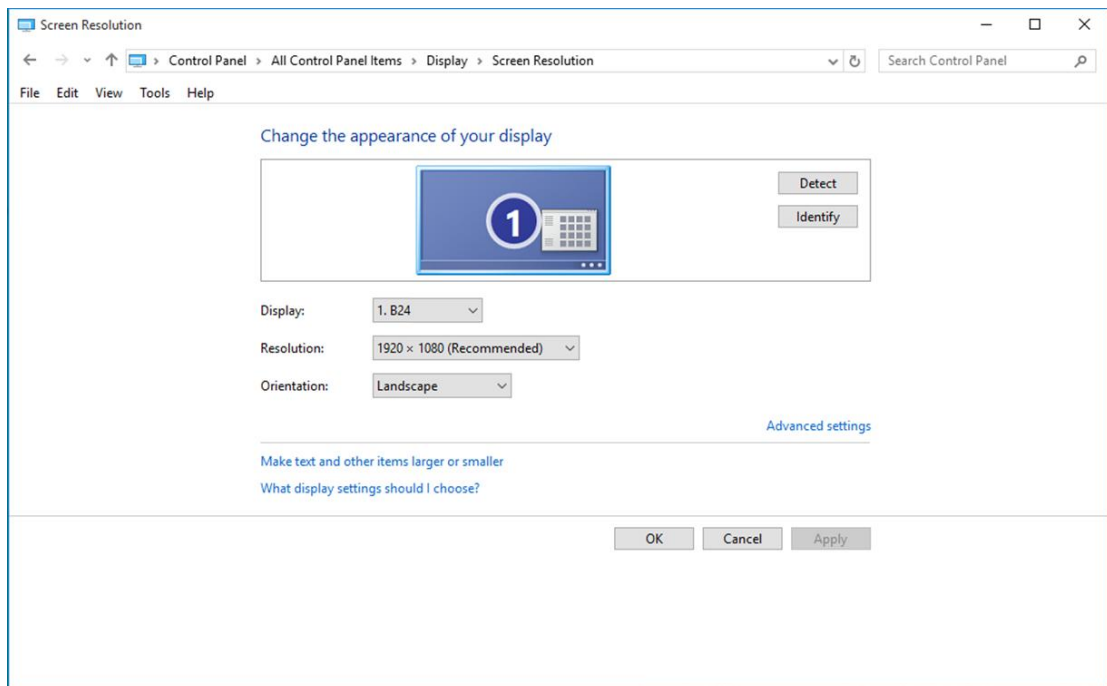 Screen Resolution
Control Panel > All Control Panel Items > Display > Screen Resolution
Search Control Panel
File Edit View Tools Help
Change the appearance of your display
1
Detect
Identify
Display: 1. B24
Resolution: 1920 × 1080 (Recommended)
Orientation: Landscape
Advanced settings
Make text and other items larger or smaller
What display settings should I choose?
OK Cancel Apply